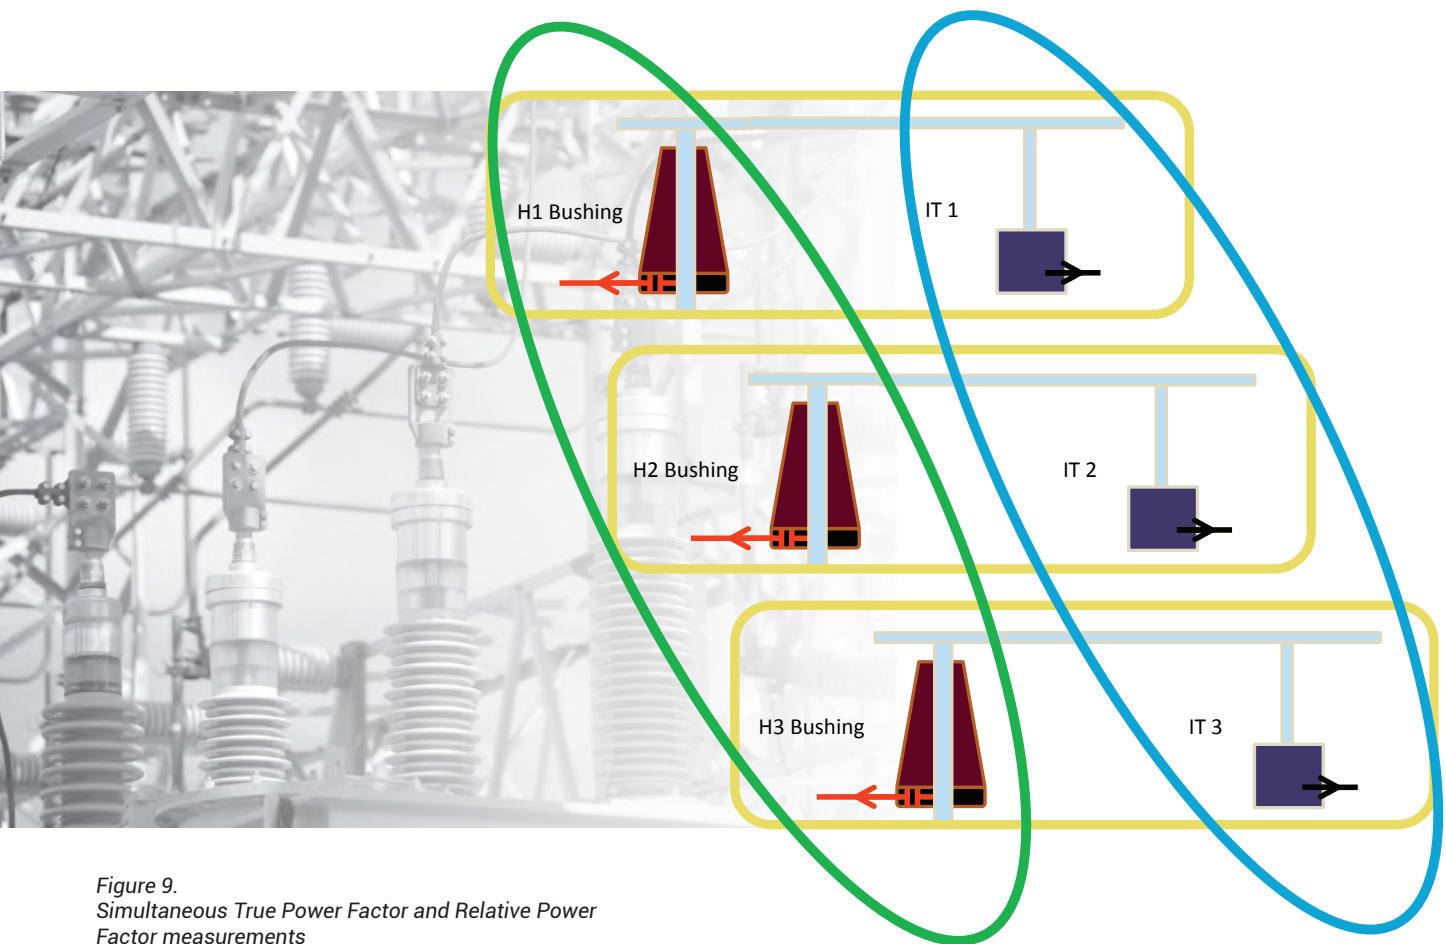 H1 Bushing
IT 1
H2 Bushing
IT 2
H3 Bushing
IT 3
Figure 9.
Simultaneous True Power Factor and Relative Power
Factor measurements